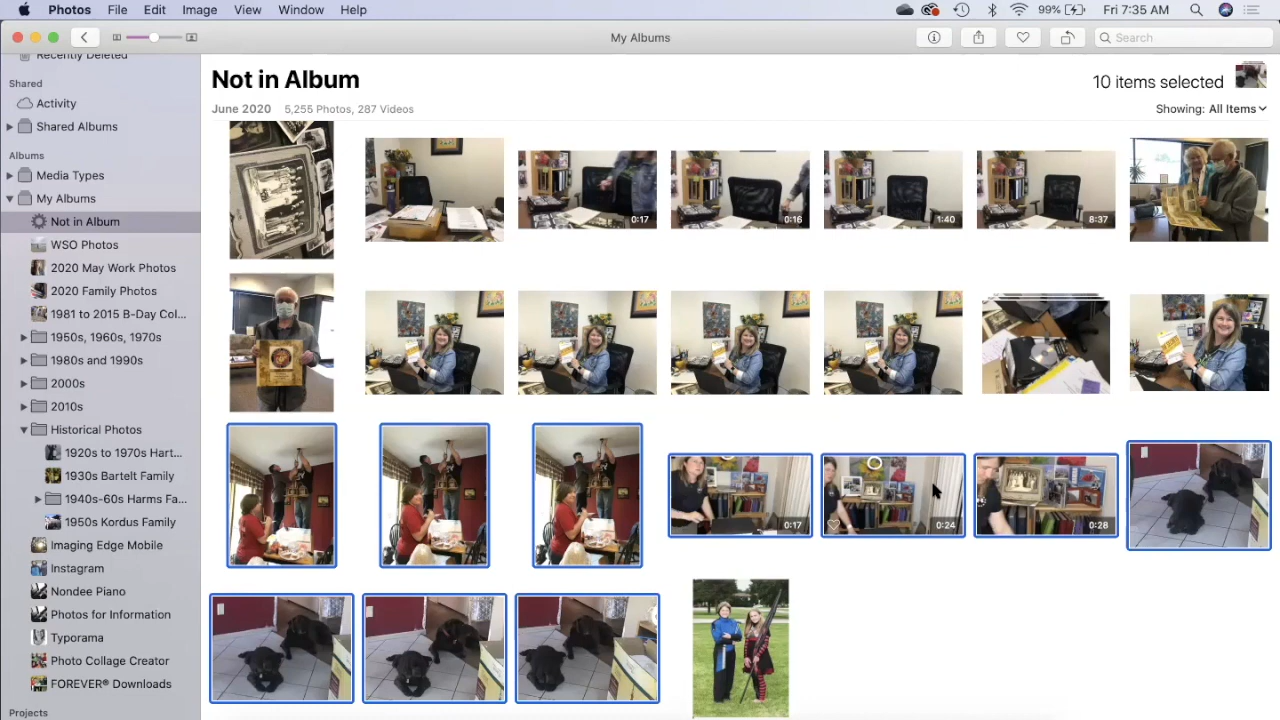 Photos File Edit Image View Window Help 99% Fri 7:35 AM
My Albums Search
Recently Deleted
Shared
Activity
Shared Albums
Albums
Media Types
My Albums
Not in Album
WSO Photos
2020 May Work Photos
2020 Family Photos
1981 to 2015 B-Day Col...
1950s, 1960s, 1970s
1980s and 1990s
2000s
2010s
Historical Photos
1920s to 1970s Hart...
1930s Bartelt Family
1940s-60s Harms Fa...
1950s Kordus Family
Imaging Edge Mobile
Instagram
Nondee Piano
Photos for Information
Typorama
Photo Collage Creator
FOREVER® Downloads
Projects
Not in Album
10 items selected
June 2020 5,255 Photos, 287 Videos
Showing: All Items
0:17 0:16 1:40 8:37
0:17 0:24 0:28